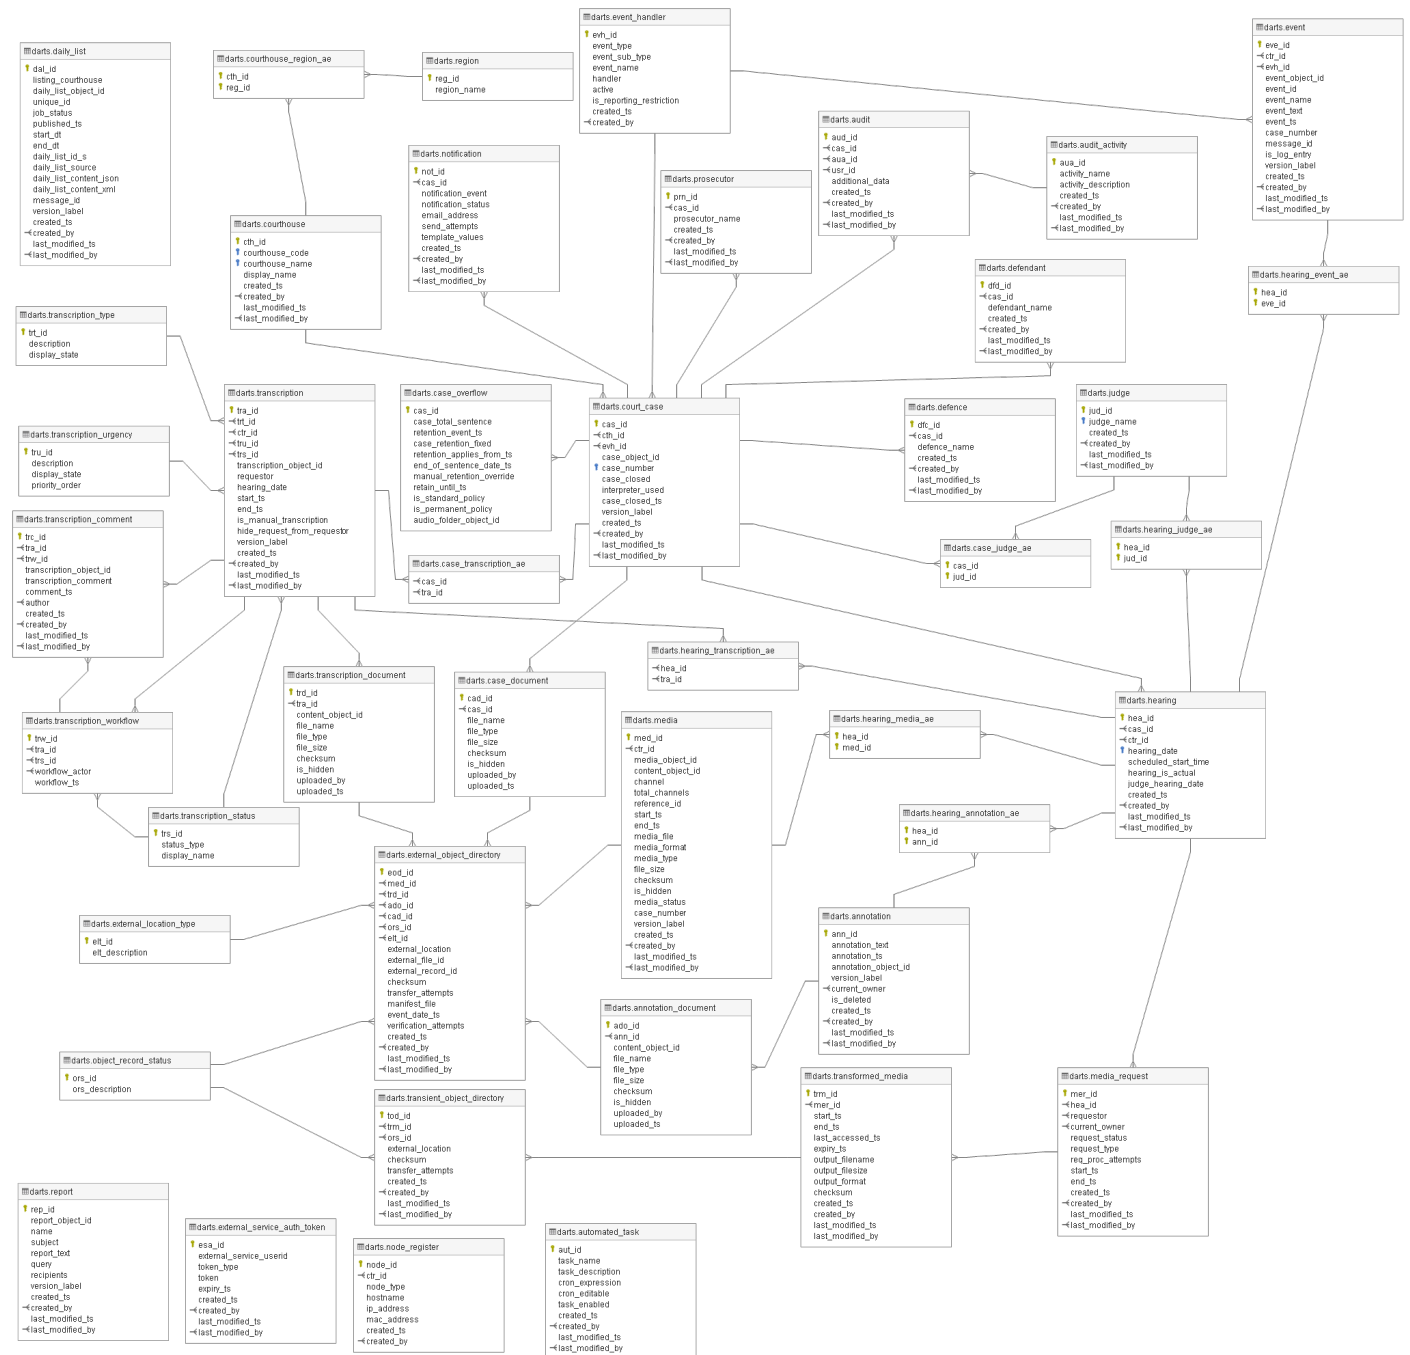 darts.daily_list
dal_id
listing_courthouse
daily_list_object_id
unique_id
job_status
published_ts
start_dt
end_dt
daily_list_id_s
daily_list_source
daily_list_content_json
daily_list_content_xml
message_id
version_label
created_ts
created_by
last_modified_ts
last_modified_by
darts.courthouse_region_ae
cth_id
reg_id
darts.region
reg_id
region_name
darts.event_handler
evh_id
event_type
event_sub_type
event_name
handler
active
is_reporting_restriction
created_ts
created_by
darts.event
eve_id
ctr_id
evh_id
event_object_id
event_id
event_name
event_text
event_ts
case_number
message_id
is_log_entry
version_label
created_ts
created_by
last_modified_ts
last_modified_by
darts.notification
not_id
cas_id
notification_event
notification_status
email_address
send_attempts
template_values
created_ts
created_by
last_modified_ts
last_modified_by
darts.prosecutor
prn_id
cas_id
prosecutor_name
created_ts
created_by
last_modified_ts
last_modified_by
darts.audit
aud_id
cas_id
aua_id
usr_id
additional_data
created_ts
created_by
last_modified_ts
last_modified_by
darts.audit_activity
aua_id
activity_name
activity_description
created_ts
created_by
last_modified_ts
last_modified_by
darts.courthouse
cth_id
courthouse_code
courthouse_name
display_name
created_ts
created_by
last_modified_ts
last_modified_by
darts.defendant
dfd_id
cas_id
defendant_name
created_ts
created_by
last_modified_ts
last_modified_by
darts.hearing_event_ae
hea_id
eve_id
darts.transcription_type
trt_id
description
display_state
darts.transcription
tra_id
trt_id
ctr_id
tru_id
trs_id
transcription_object_id
requestor
hearing_date
start_ts
end_ts
is_manual_transcription
hide_request_from_requestor
version_label
created_ts
created_by
last_modified_ts
last_modified_by
darts.case_overflow
cas_id
case_total_sentence
retention_event_ts
case_retention_fixed
retention_applies_from_ts
end_of_sentence_date_ts
manual_retention_override
retain_until_ts
is_standard_policy
is_permanent_policy
audio_folder_object_id
darts.court_case
cas_id
cth_id
evh_id
case_object_id
case_number
case_closed
interpreter_used
case_closed_ts
version_label
created_ts
created_by
last_modified_ts
last_modified_by
darts.defence
dfc_id
cas_id
defence_name
created_ts
created_by
last_modified_ts
last_modified_by
darts.judge
jud_id
judge_name
created_ts
created_by
last_modified_ts
last_modified_by
darts.transcription_urgency
tru_id
description
display_state
priority_order
darts.transcription_comment
trc_id
tra_id
trw_id
transcription_object_id
transcription_comment
comment_ts
author
created_ts
created_by
last_modified_ts
last_modified_by
darts.case_transcription_ae
cas_id
tra_id
darts.case_judge_ae
cas_id
jud_id
darts.hearing_judge_ae
hea_id
jud_id
darts.hearing_transcription_ae
hea_id
tra_id
darts.transcription_document
trd_id
tra_id
content_object_id
file_name
file_type
file_size
checksum
is_hidden
uploaded_by
uploaded_ts
darts.case_document
cad_id
cas_id
file_name
file_type
file_size
checksum
is_hidden
uploaded_by
uploaded_ts
darts.transcription_workflow
trw_id
tra_id
trs_id
workflow_actor
workflow_ts
darts.media
med_id
ctr_id
media_object_id
content_object_id
channel
total_channels
reference_id
start_ts
end_ts
media_file
media_format
media_type
file_size
checksum
is_hidden
media_status
case_number
version_label
created_ts
created_by
last_modified_ts
last_modified_by
darts.hearing_media_ae
hea_id
med_id
darts.hearing
hea_id
cas_id
ctr_id
hearing_date
scheduled_start_time
hearing_is_actual
judge_hearing_date
created_ts
created_by
last_modified_ts
last_modified_by
darts.transcription_status
trs_id
status_type
display_name
darts.hearing_annotation_ae
hea_id
ann_id
darts.external_object_directory
eod_id
med_id
trd_id
ado_id
cad_id
ors_id
elt_id
external_location
external_file_id
external_record_id
checksum
transfer_attempts
manifest_file
event_date_ts
verification_attempts
created_ts
created_by
last_modified_ts
last_modified_by
darts.external_location_type
elt_id
elt_description
darts.annotation
ann_id
annotation_text
annotation_ts
annotation_object_id
version_label
current_owner
is_deleted
created_ts
created_by
last_modified_ts
last_modified_by
darts.annotation_document
ado_id
ann_id
content_object_id
file_name
file_type
file_size
checksum
is_hidden
uploaded_by
uploaded_ts
darts.object_record_status
ors_id
ors_description
darts.transient_object_directory
tod_id
trm_id
ors_id
external_location
checksum
transfer_attempts
created_ts
created_by
last_modified_ts
last_modified_by
darts.transformed_media
trm_id
mer_id
start_ts
end_ts
last_accessed_ts
expiry_ts
output_filename
output_filesize
output_format
checksum
created_ts
created_by
last_modified_ts
last_modified_by
darts.media_request
mer_id
hea_id
requestor
current_owner
request_status
request_type
req_proc_attempts
start_ts
end_ts
created_ts
created_by
last_modified_ts
last_modified_by
darts.report
rep_id
report_object_id
name
subject
report_text
query
recipients
version_label
created_ts
created_by
last_modified_ts
last_modified_by
darts.external_service_auth_token
esa_id
external_service_userid
token_type
token
expiry_ts
created_ts
created_by
last_modified_ts
last_modified_by
darts.node_register
node_id
ctr_id
node_type
hostname
ip_address
mac_address
created_ts
created_by
darts.automated_task
aut_id
task_name
task_description
cron_expression
cron_editable
task_enabled
created_ts
created_by
last_modified_ts
last_modified_by